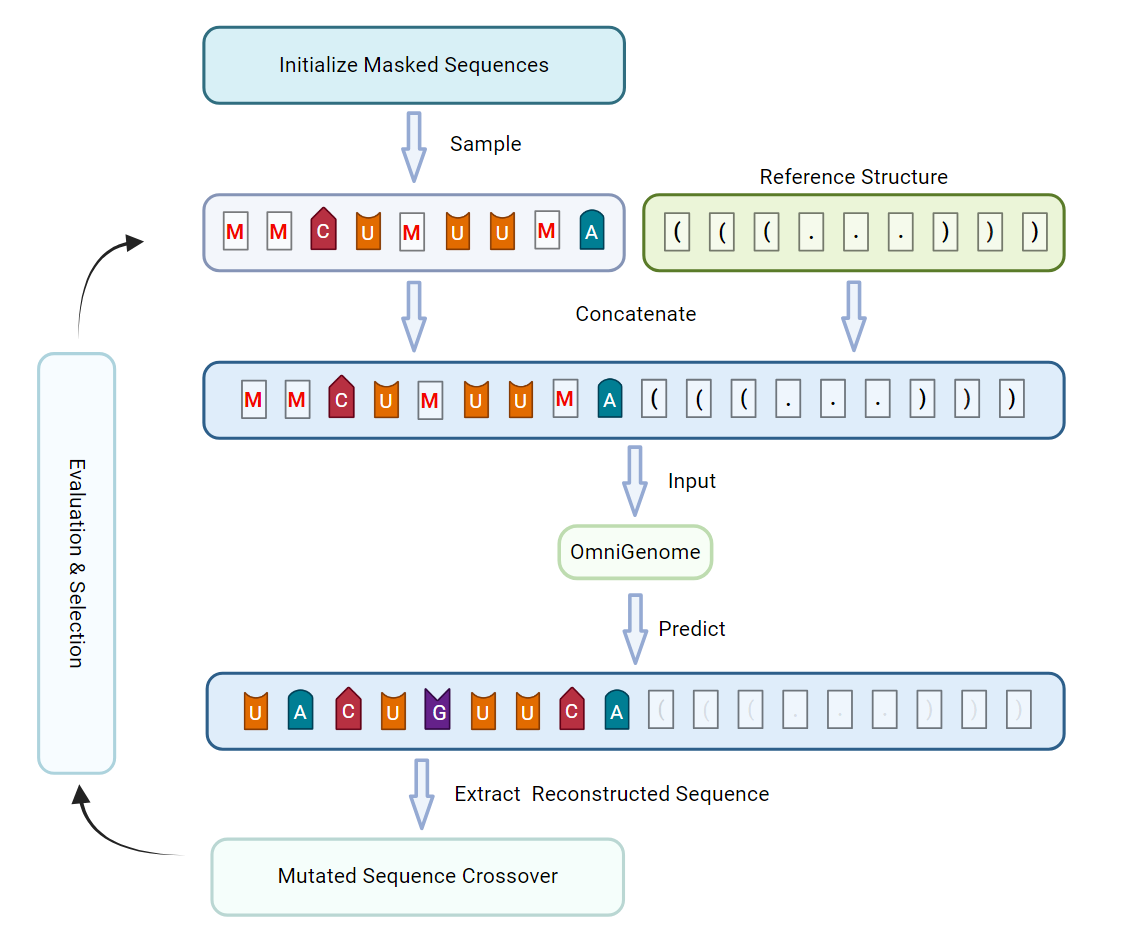 Initialize Masked Sequences
Sample
Reference Structure
M M C U M U U M A
( ( ( . . . ) ) )
Concatenate
M M C U M U U M A ( ( ( . . . ) ) )
Input
OmniGenome
Predict
U A C U G U U C A ( ( ( . . . ) ) )
Extract Reconstructed Sequence
Mutated Sequence Crossover
Evaluation & Selection